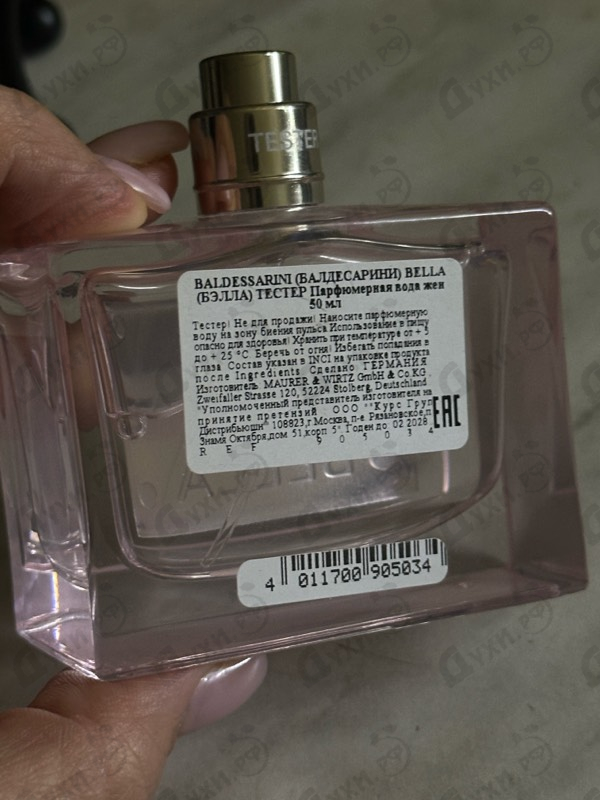 TESTER
BALDESSARINI (БАЛДЕСАРИНИ) BELLA
(БЭЛЛА) ТЕСТЕР Парфюмерная вода жен
50 мл
Тестер! Не для продажи! Наносите парфюмерную
воду на зону биения пульса Использование в пищу
опасно для здоровья! Хранить при температуре от + 5
до + 25 °С Беречь от огня! Избегать попадания в
глаза Состав указан в INCI на упаковке продукта
после Ingredients Сделано: ГЕРМАНИЯ
Изготовитель MAURER & WIRTZ GmbH & Co.KG ,
Zweifaller Strasse 120, 52224 Stolberg, Deutschland
*Уполномоченный представитель изготовителя на
принятие претензий ООО "Курс Груп
Дистрибьюшн" 108823,г Москва,п-е Рязановское,п
Знамя Октября,дом 51,корп 5* Годен до: 02 2028
REF 905034
EAC
4 011700 905034
Духи.рф